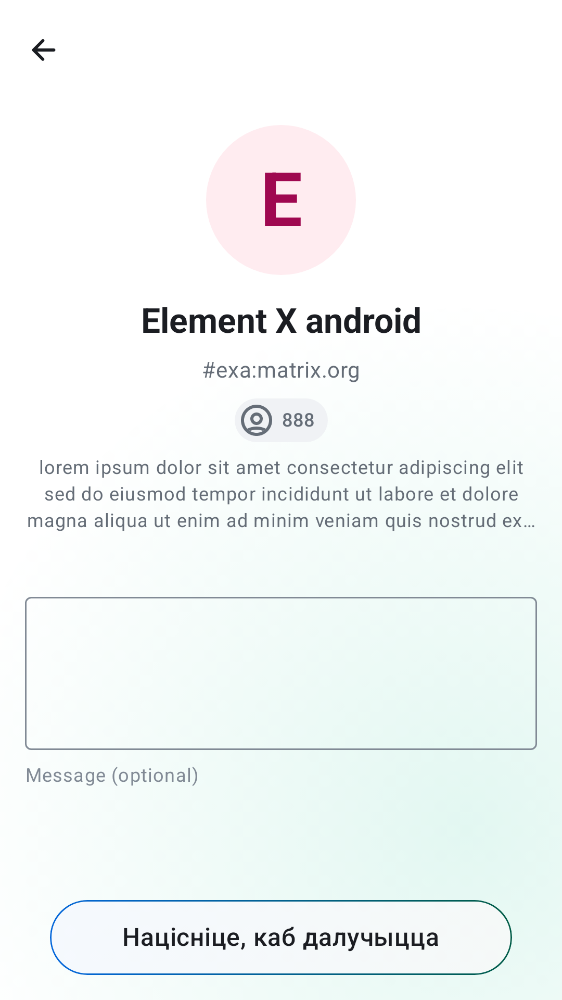 E
Element X android
#exa:matrix.org
888
lorem ipsum dolor sit amet consectetur adipiscing elit
sed do eiusmod tempor incididunt ut labore et dolore
magna aliqua ut enim ad minim veniam quis nostrud ex…
Message (optional)
Націсніце, каб далучыцца